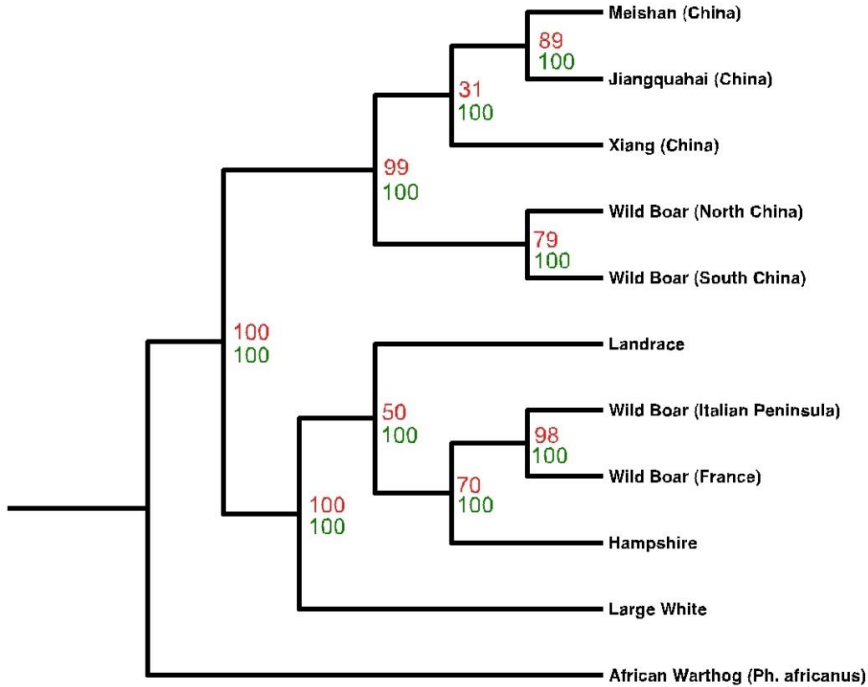 Meishan (China)
89
100
Jiangquahai (China)
31
100
Xiang (China)
99
100
Wild Boar (North China)
79
100
Wild Boar (South China)
100
100
Landrace
50
100
Wild Boar (Italian Peninsula)
98
100
Wild Boar (France)
70
100
100
100
Hampshire
Large White
African Warthog (Ph. africanus)